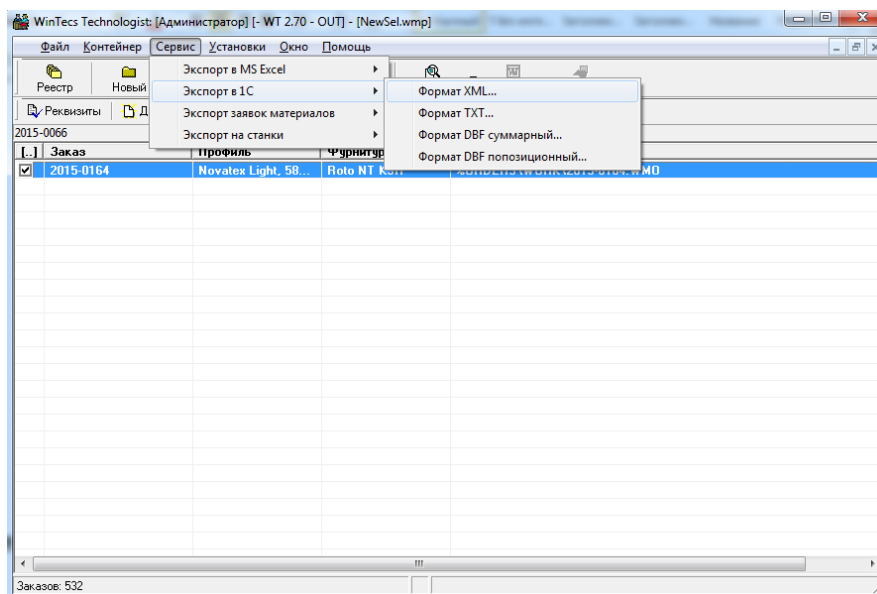 WinTecs Technologist: [Администратор] [- WT 2.70 - OUT] - [NewSel.wmp]
Файл Контейнер Сервис Установки Окно Помощь
Реестр Новый
Экспорт в MS Excel
Экспорт в 1С
Экспорт заявок материалов
Экспорт на станки
Формат XML...
Формат TXT...
Формат DBF суммарный...
Формат DBF попозиционный...
Реквизиты Д
2015-0066
[..] Заказ Профиль Фурнитур
2015-0164 Novatex Light, 58... Roto NT
Заказов: 532